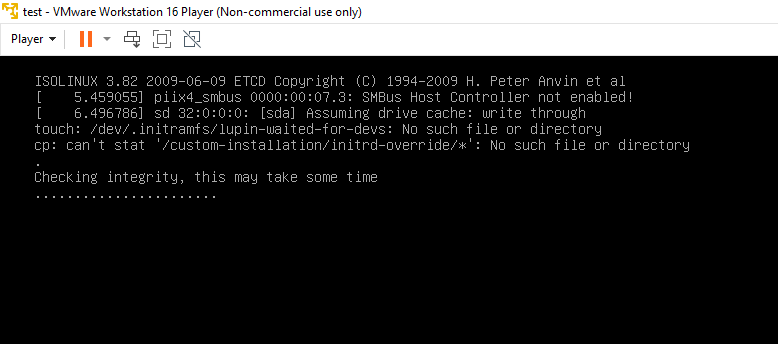 test - VMware Workstation 16 Player (Non-commercial use only)
Player
ISOLINUX 3.82 2009-06-09 ETCD Copyright (C) 1994-2009 H. Peter Anvin et al
[    5.459055] piix4_smbus 0000:00:07.3: SMBus Host Controller not enabled!
[    6.496786] sd 32:0:0:0: [sda] Assuming drive cache: write through
touch: /dev/.initramfs/lupin-waited-for-devs: No such file or directory
cp: can't stat '/custom-installation/initrd-override/*': No such file or directory
.
Checking integrity, this may take some time
.......................